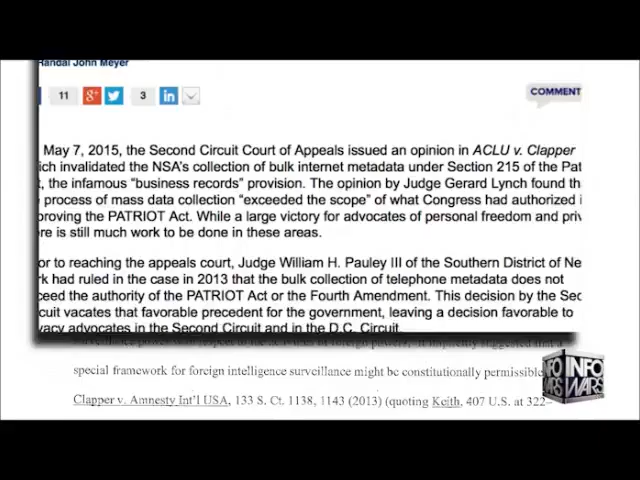 Randal John Meyer
11
3
in
COMMENT
May 7, 2015, the Second Circuit Court of Appeals issued an opinion in ACLU v. Clapper
ich invalidated the NSA's collection of bulk internet metadata under Section 215 of the Pat
t, the infamous "business records" provision. The opinion by Judge Gerard Lynch found th
process of mass data collection "exceeded the scope" of what Congress had authorized i
proving the PATRIOT Act. While a large victory for advocates of personal freedom and priv
ere is still much work to be done in these areas.
or to reaching the appeals court, Judge William H. Pauley III of the Southern District of Ne
rk had ruled in the case in 2013 that the bulk collection of telephone metadata does not
ceed the authority of the PATRIOT Act or the Fourth Amendment. This decision by the Sec
cuit vacates that favorable precedent for the government, leaving a decision favorable to
vacy advocates in the Second Circuit and in the D.C. Circuit.
special framework for foreign intelligence surveillance might be constitutionally permissible
Clapper v. Amnesty Int'l USA, 133 S. Ct. 1138, 1143 (2013) (quoting Keith, 407 U.S. at 322–
INFO
WARS